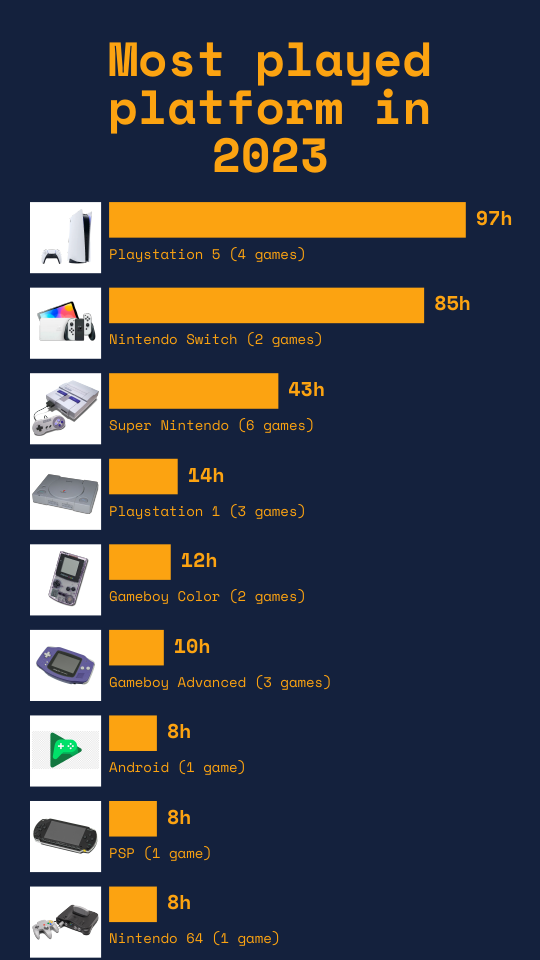 Most played
platform in
2023
97h
Playstation 5 (4 games)
85h
Nintendo Switch (2 games)
43h
Super Nintendo (6 games)
14h
Playstation 1 (3 games)
12h
Gameboy Color (2 games)
10h
Gameboy Advanced (3 games)
8h
Android (1 game)
8h
PSP (1 game)
8h
Nintendo 64 (1 game)